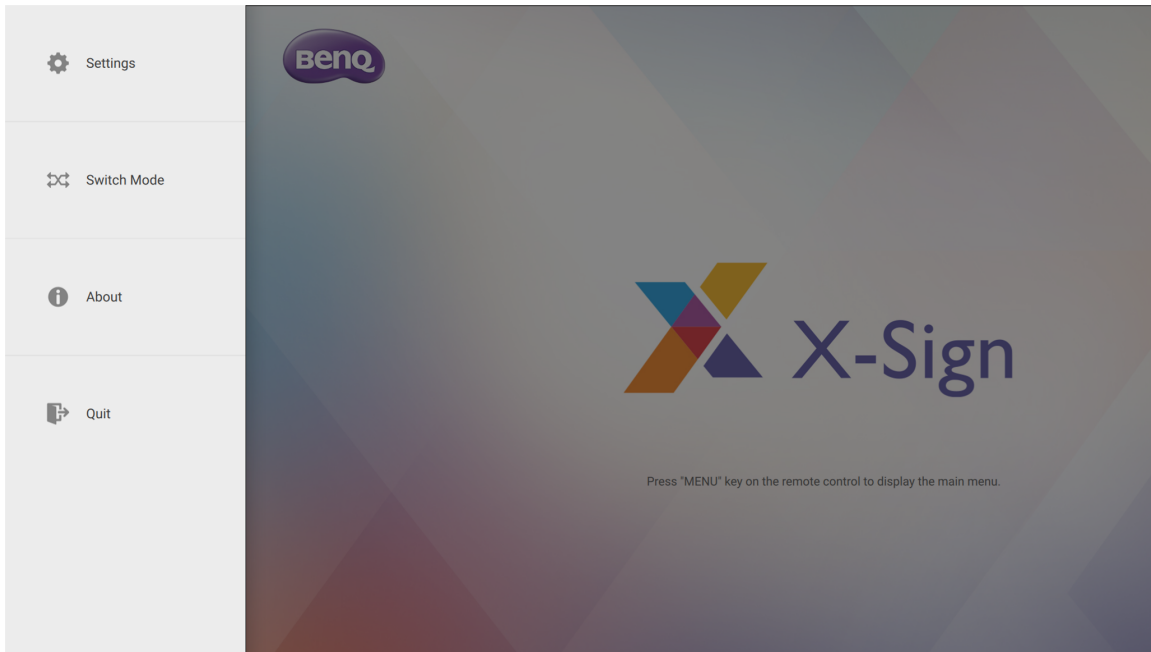 Settings
Switch Mode
About
Quit
BenQ
X-Sign
Press "MENU" key on the remote control to display the main menu.